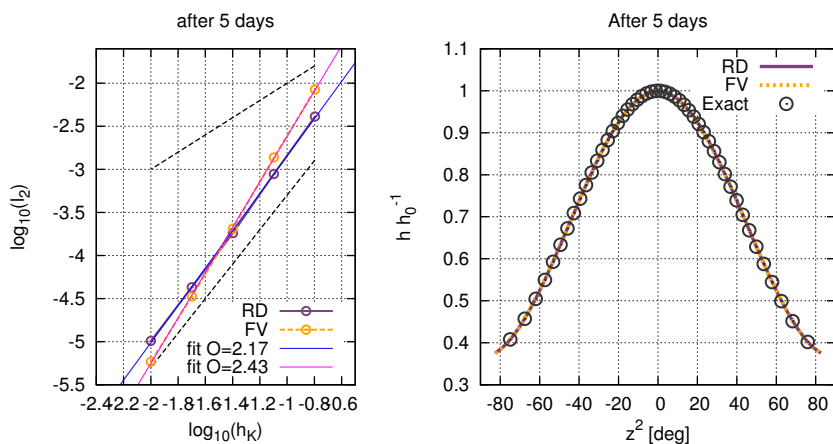 after 5 days
-2
-2.5
-3
-3.5
-4
-4.5
-5
-5.5
log10(l2)
RD
FV
fit O=2.17
fit O=2.43
-2.4 -2.2 -2 -1.8 -1.6 -1.4 -1.2 -1 -0.8 -0.6
log10(hK)
After 5 days
1.1
1
0.9
0.8
0.7
0.6
0.5
0.4
0.3
h h0^-1
RD
FV
Exact
-80 -60 -40 -20 0 20 40 60 80
z^2 [deg]